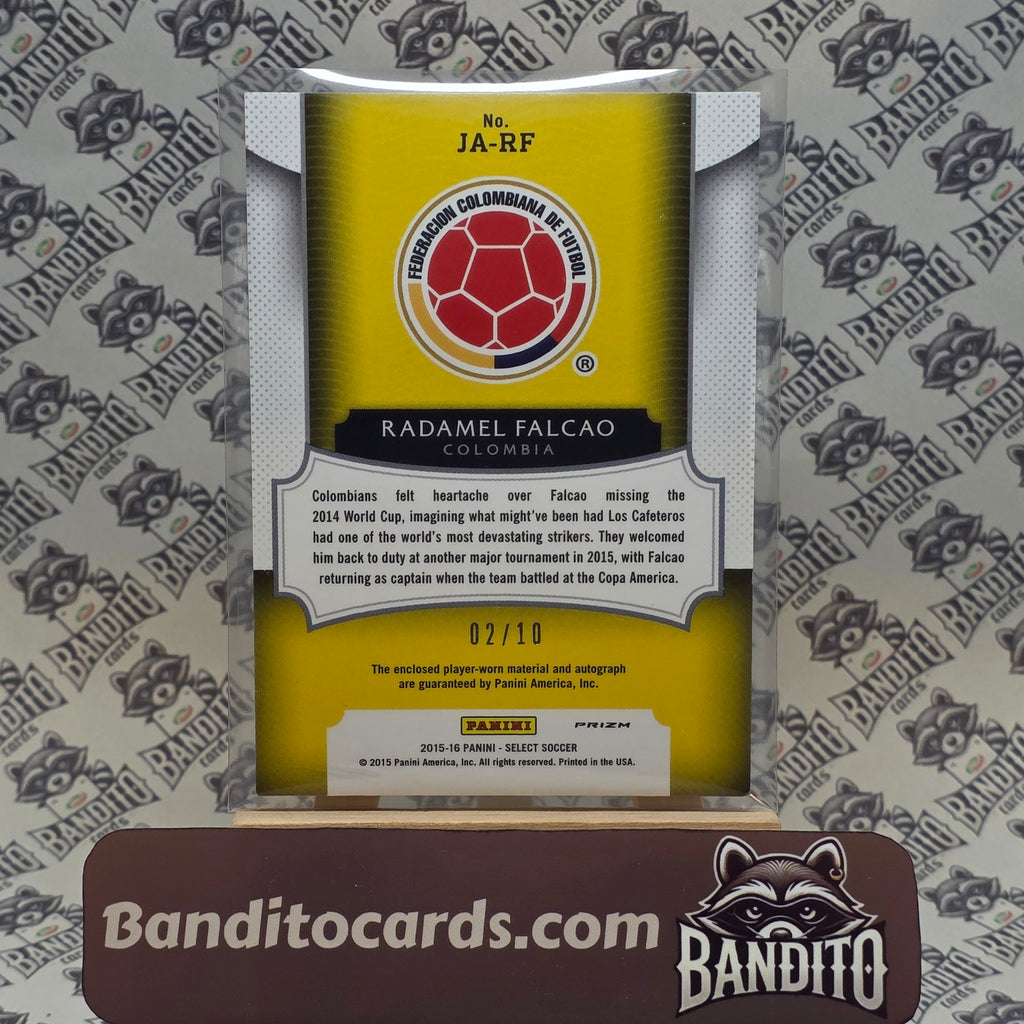 No.
JA-RF
FEDERACION COLOMBIANA DE FUTBOL
®
RADAMEL FALCAO
COLOMBIA
Colombians felt heartache over Falcao missing the
2014 World Cup, imagining what might've been had Los Cafeteros
had one of the world's most devastating strikers. They welcomed
him back to duty at another major tournament in 2015, with Falcao
returning as captain when the team battled at the Copa America.
02/10
The enclosed player-worn material and autograph
are guaranteed by Panini America, Inc.
PANINI PRIZM
2015-16 PANINI - SELECT SOCCER
© 2015 Panini America, Inc. All rights reserved. Printed in the USA.
Banditocards.com
BANDITO
BANDITO
cards